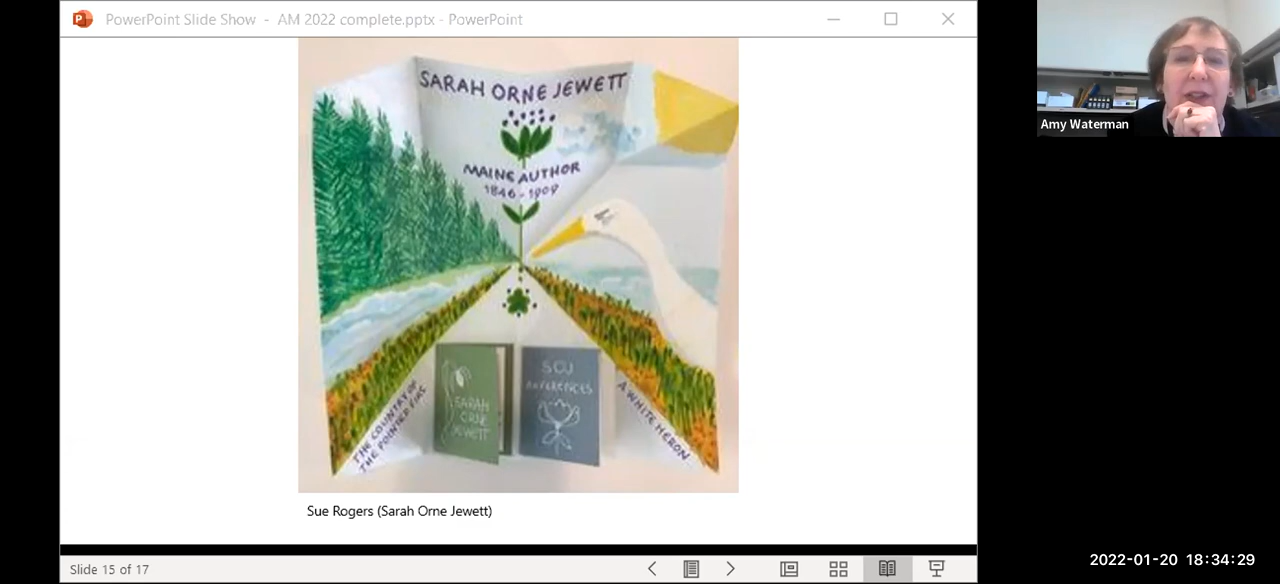 PowerPoint Slide Show - AM 2022 complete.pptx - PowerPoint
Amy Waterman
SARAH ORNE JEWETT
MAINE AUTHOR
1846 - 1909
SARAH
ORNE
JEWETT
SOJ
REFERENCES
THE COUNTRY OF
THE POINTED FIRS
A WHITE HERON
Sue Rogers (Sarah Orne Jewett)
Slide 15 of 17
2022-01-20 18:34:29